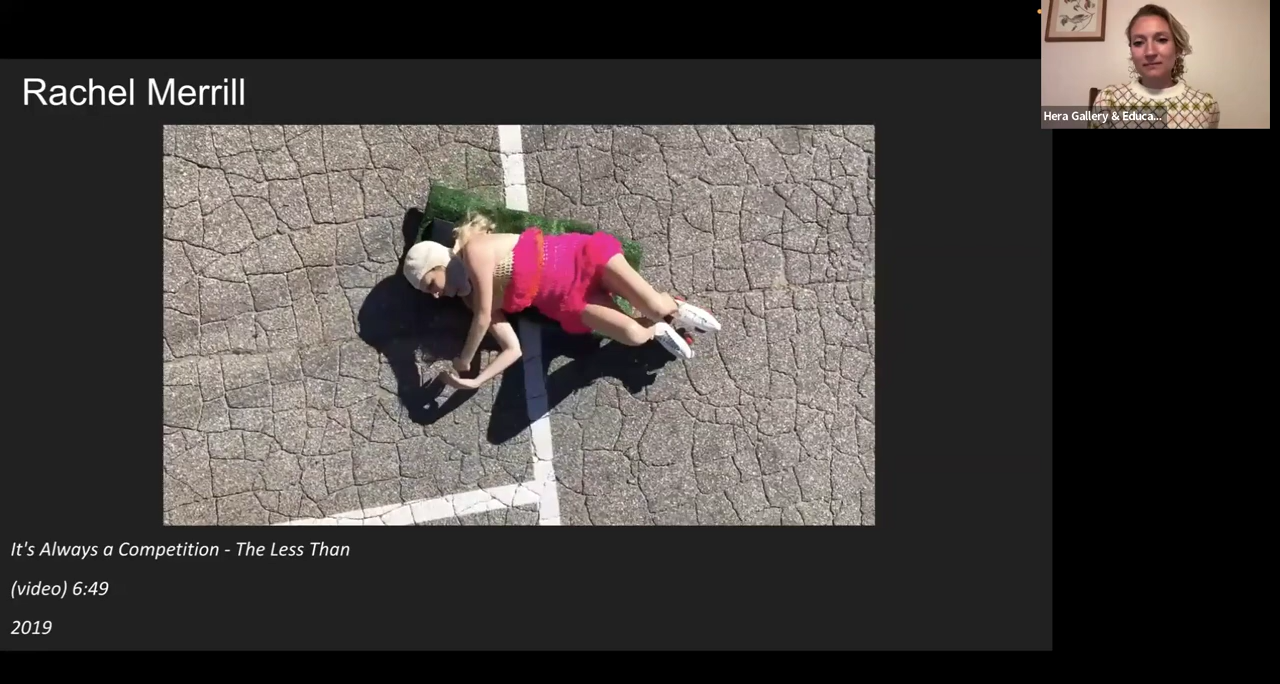 Rachel Merrill
Hera Gallery & Educa...
It's Always a Competition - The Less Than
(video) 6:49
2019